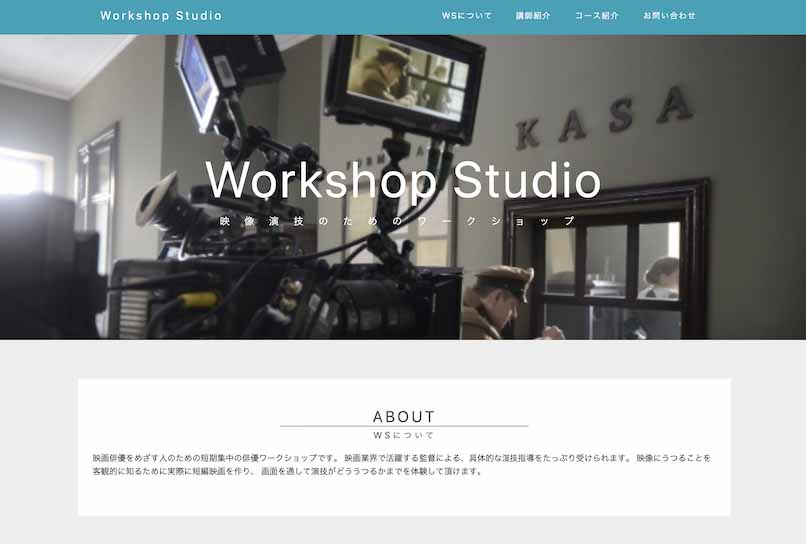 Workshop Studio
WSについて 講師紹介 コース紹介 お問い合わせ
KASA
Workshop Studio
映像演技のためのワークショップ
ABOUT
WSについて
映画俳優をめざす人のための短期集中の俳優ワークショップです。 映画業界で活躍する監督による、具体的な演技指導をたっぷり受けられます。 映像にうつることを
客観的に知るために実際に短編映画を作り、 画面を通して演技がどううつるかまでを体験して頂けます。